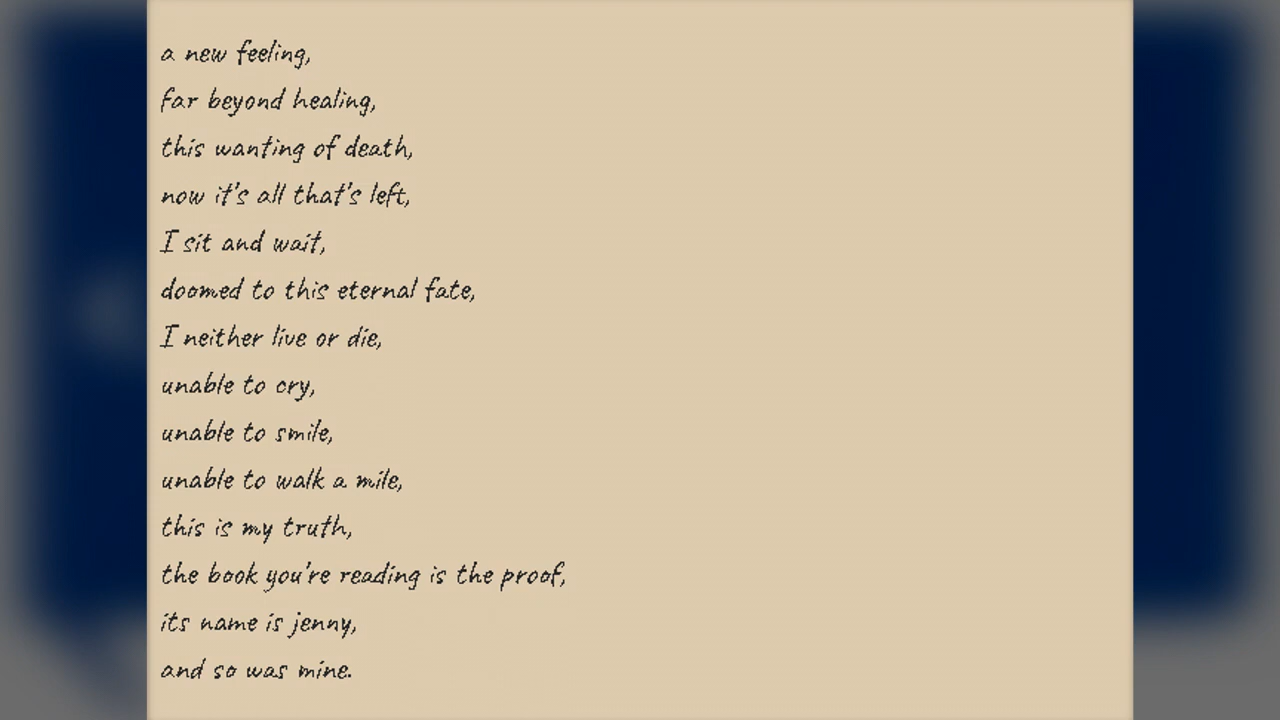 a new feeling,
far beyond healing,
this wanting of death,
now it's all that's left,
I sit and wait,
doomed to this eternal fate,
I neither live or die,
unable to cry,
unable to smile,
unable to walk a mile,
this is my truth,
the book you're reading is the proof,
its name is jenny,
and so was mine.